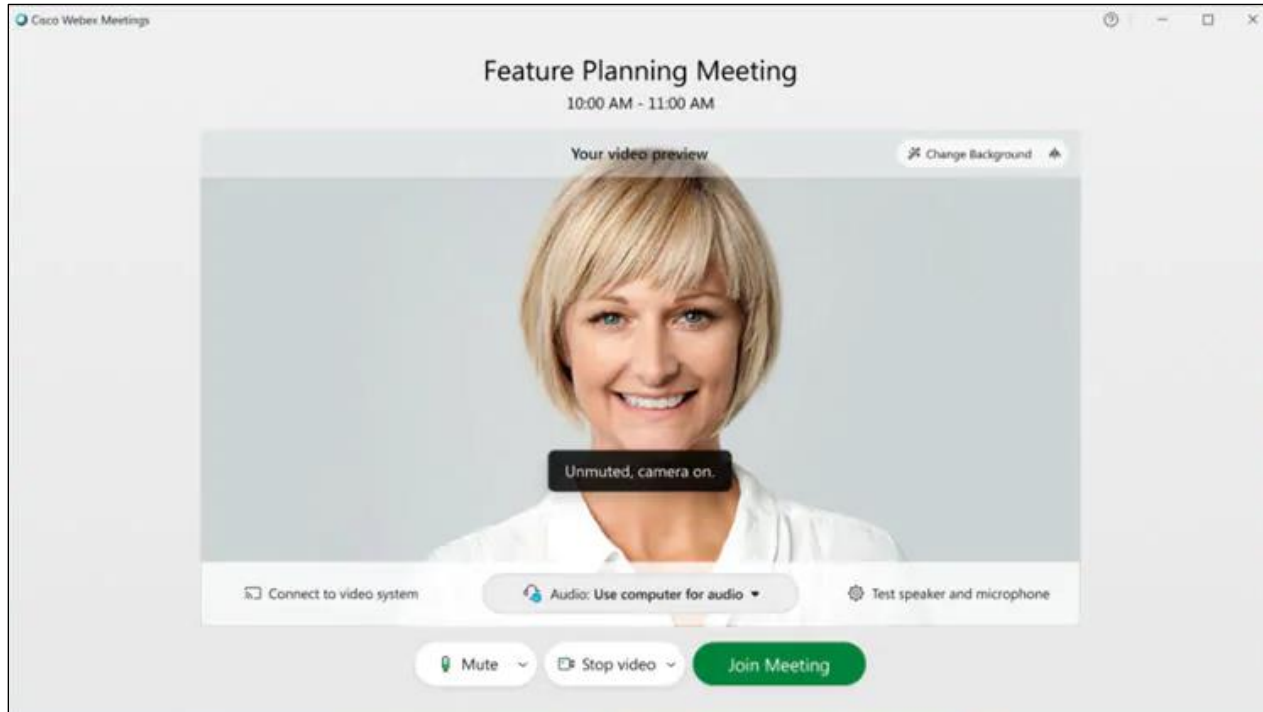 Cisco Webex Meetings
Feature Planning Meeting
10:00 AM - 11:00 AM
Your video preview
Change Background
Unmuted, camera on.
Connect to video system
Audio: Use computer for audio
Test speaker and microphone
Mute
Stop video
Join Meeting